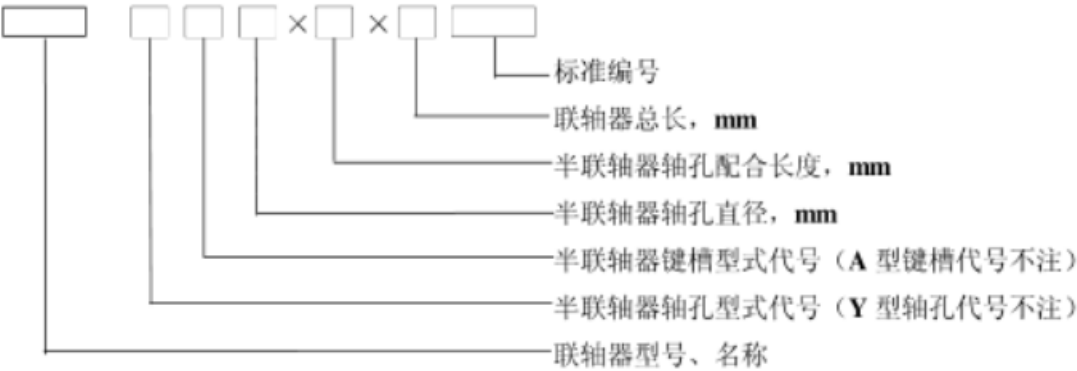 × ×
标准编号
联轴器总长，mm
半联轴器轴孔配合长度，mm
半联轴器轴孔直径，mm
半联轴器键槽型式代号（A 型键槽代号不注）
半联轴器轴孔型式代号（Y 型轴孔代号不注）
联轴器型号、名称